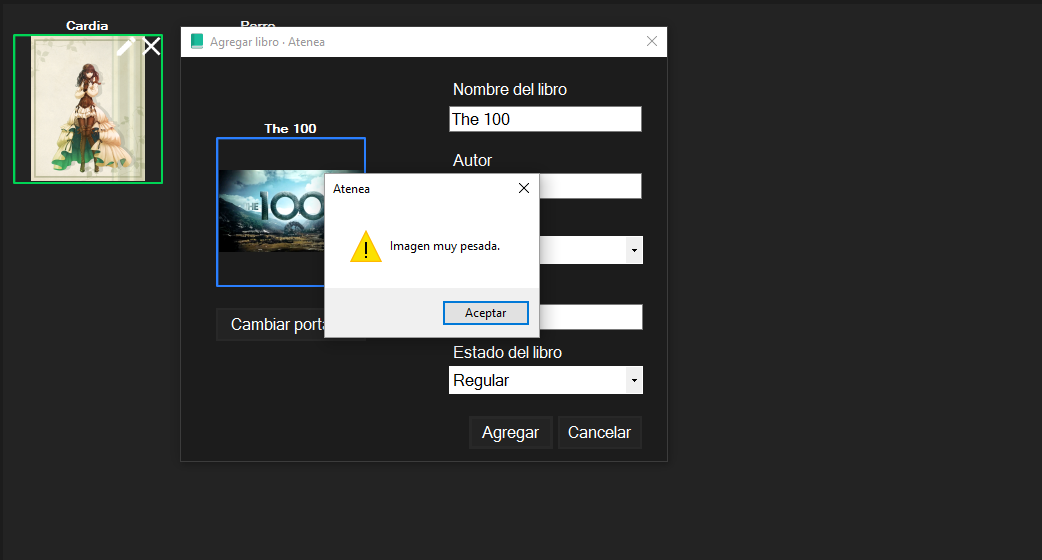 Cardia
Perro
Agregar libro · Atenea
Nombre del libro
The 100
The 100
Autor
THE 100
Atenea
Imagen muy pesada.
Aceptar
Cambiar porta
Estado del libro
Regular
Agregar
Cancelar